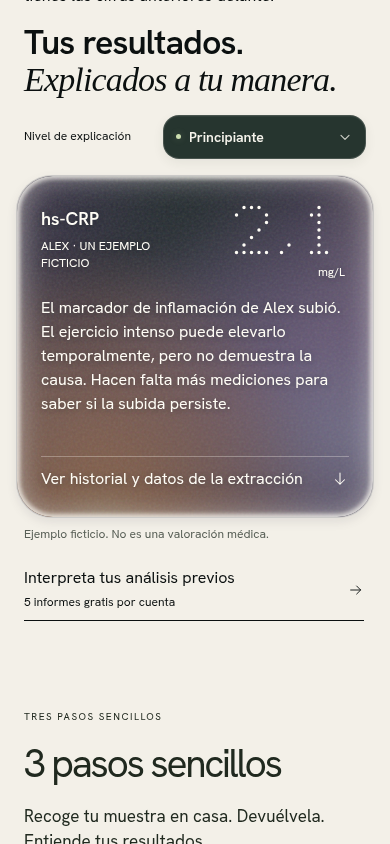 Tus resultados.
Explicados a tu manera.
Nivel de explicación
Principiante
hs-CRP
2.1
ALEX · UN EJEMPLO
FICTICIO
mg/L
El marcador de inflamación de Alex subió.
El ejercicio intenso puede elevarlo
temporalmente, pero no demuestra la
causa. Hacen falta más mediciones para
saber si la subida persiste.
Ver historial y datos de la extracción
Ejemplo ficticio. No es una valoración médica.
Interpreta tus análisis previos
5 informes gratis por cuenta
TRES PASOS SENCILLOS
3 pasos sencillos
Recoge tu muestra en casa. Devuélvela.
Entiende tus resultados.